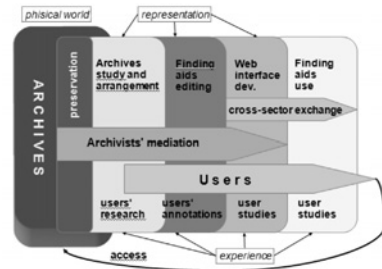 phisical world
representation
ARCHIVES
preservation
Archives
study and
arrangement
Finding
aids
editing
Web
interface
dev.
Finding
aids
use
cross-sector exchange
Archivists' mediation
Users
users'
research
users'
annotations
user
studies
user
studies
access
experience